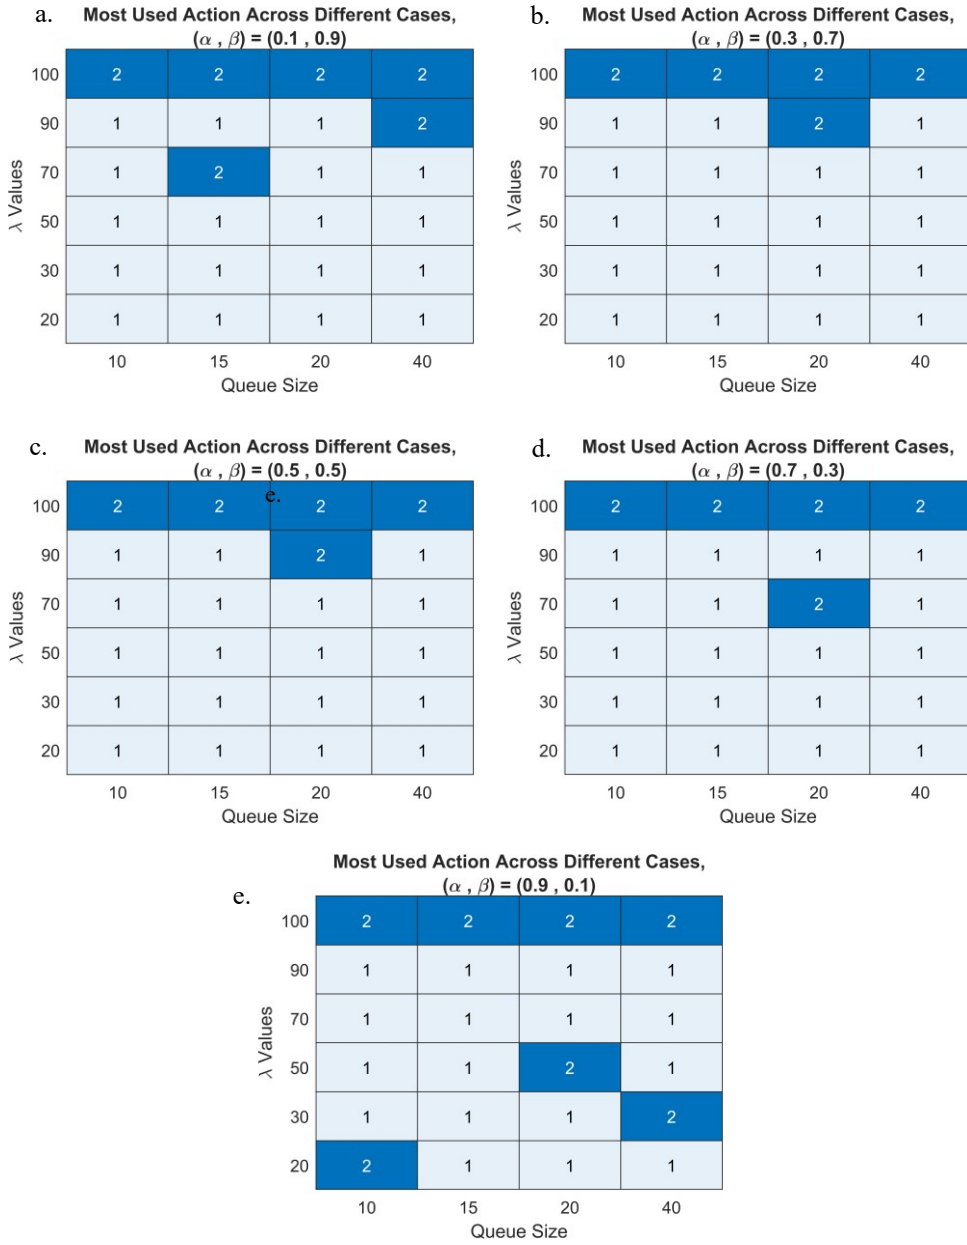 a.
Most Used Action Across Different Cases,
(α , β) = (0.1 , 0.9)
λ Values
100 2 2 2 2
90 1 1 1 2
70 1 2 1 1
50 1 1 1 1
30 1 1 1 1
20 1 1 1 1
10 15 20 40
Queue Size
b.
Most Used Action Across Different Cases,
(α , β) = (0.3 , 0.7)
λ Values
100 2 2 2 2
90 1 1 2 1
70 1 1 1 1
50 1 1 1 1
30 1 1 1 1
20 1 1 1 1
10 15 20 40
Queue Size
c.
Most Used Action Across Different Cases,
(α , β) = (0.5 , 0.5)
e.
λ Values
100 2 2 2 2
90 1 1 2 1
70 1 1 1 1
50 1 1 1 1
30 1 1 1 1
20 1 1 1 1
10 15 20 40
Queue Size
d.
Most Used Action Across Different Cases,
(α , β) = (0.7 , 0.3)
λ Values
100 2 2 2 2
90 1 1 1 1
70 1 1 2 1
50 1 1 1 1
30 1 1 1 1
20 1 1 1 1
10 15 20 40
Queue Size
e.
Most Used Action Across Different Cases,
(α , β) = (0.9 , 0.1)
λ Values
100 2 2 2 2
90 1 1 1 1
70 1 1 1 1
50 1 1 2 1
30 1 1 1 2
20 2 1 1 1
10 15 20 40
Queue Size